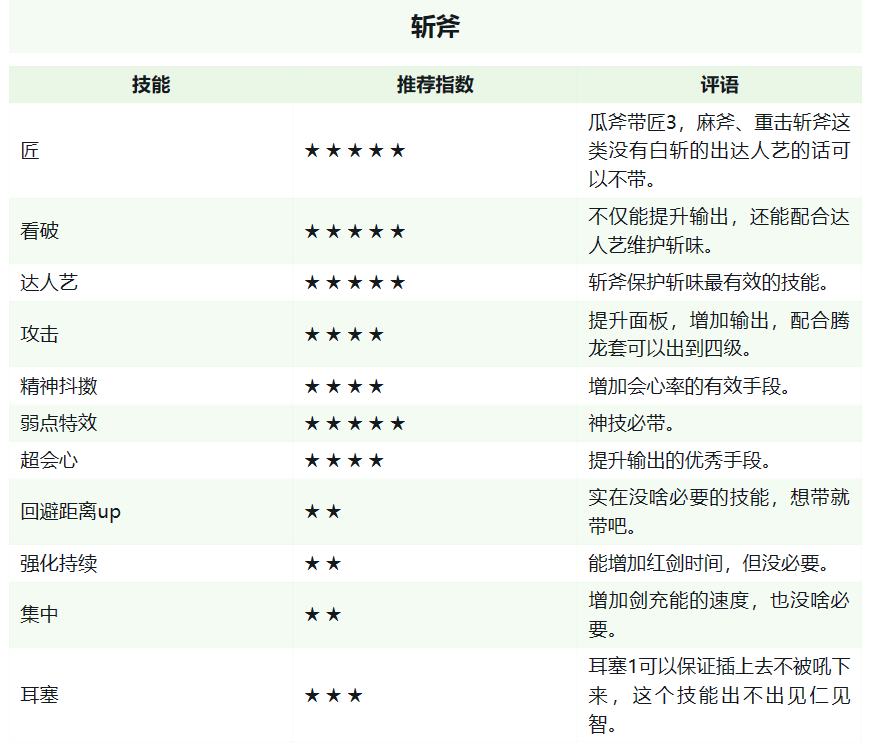 斩斧
技能 推荐指数 评语
匠 ★★★★★ 瓜斧带匠3，麻斧、重击斩斧这
类没有白斩的出达人艺的话可
以不带。
看破 ★★★★★ 不仅能提升输出，还能配合达
人艺维护斩味。
达人艺 ★★★★★ 斩斧保护斩味最有效的技能。
攻击 ★★★★ 提升面板，增加输出，配合腾
龙套可以出到四级。
精神抖擞 ★★★★ 增加会心率的有效手段。
弱点特效 ★★★★★ 神技必带。
超会心 ★★★★ 提升输出的优秀手段。
回避距离up ★★ 实在没啥必要的技能，想带就
带吧。
强化持续 ★★ 能增加红剑时间，但没必要。
集中 ★★ 增加剑充能的速度，也没啥必
要。
耳塞 ★★★ 耳塞1可以保证插上去不被吼下
来，这个技能出不出见仁见
智。